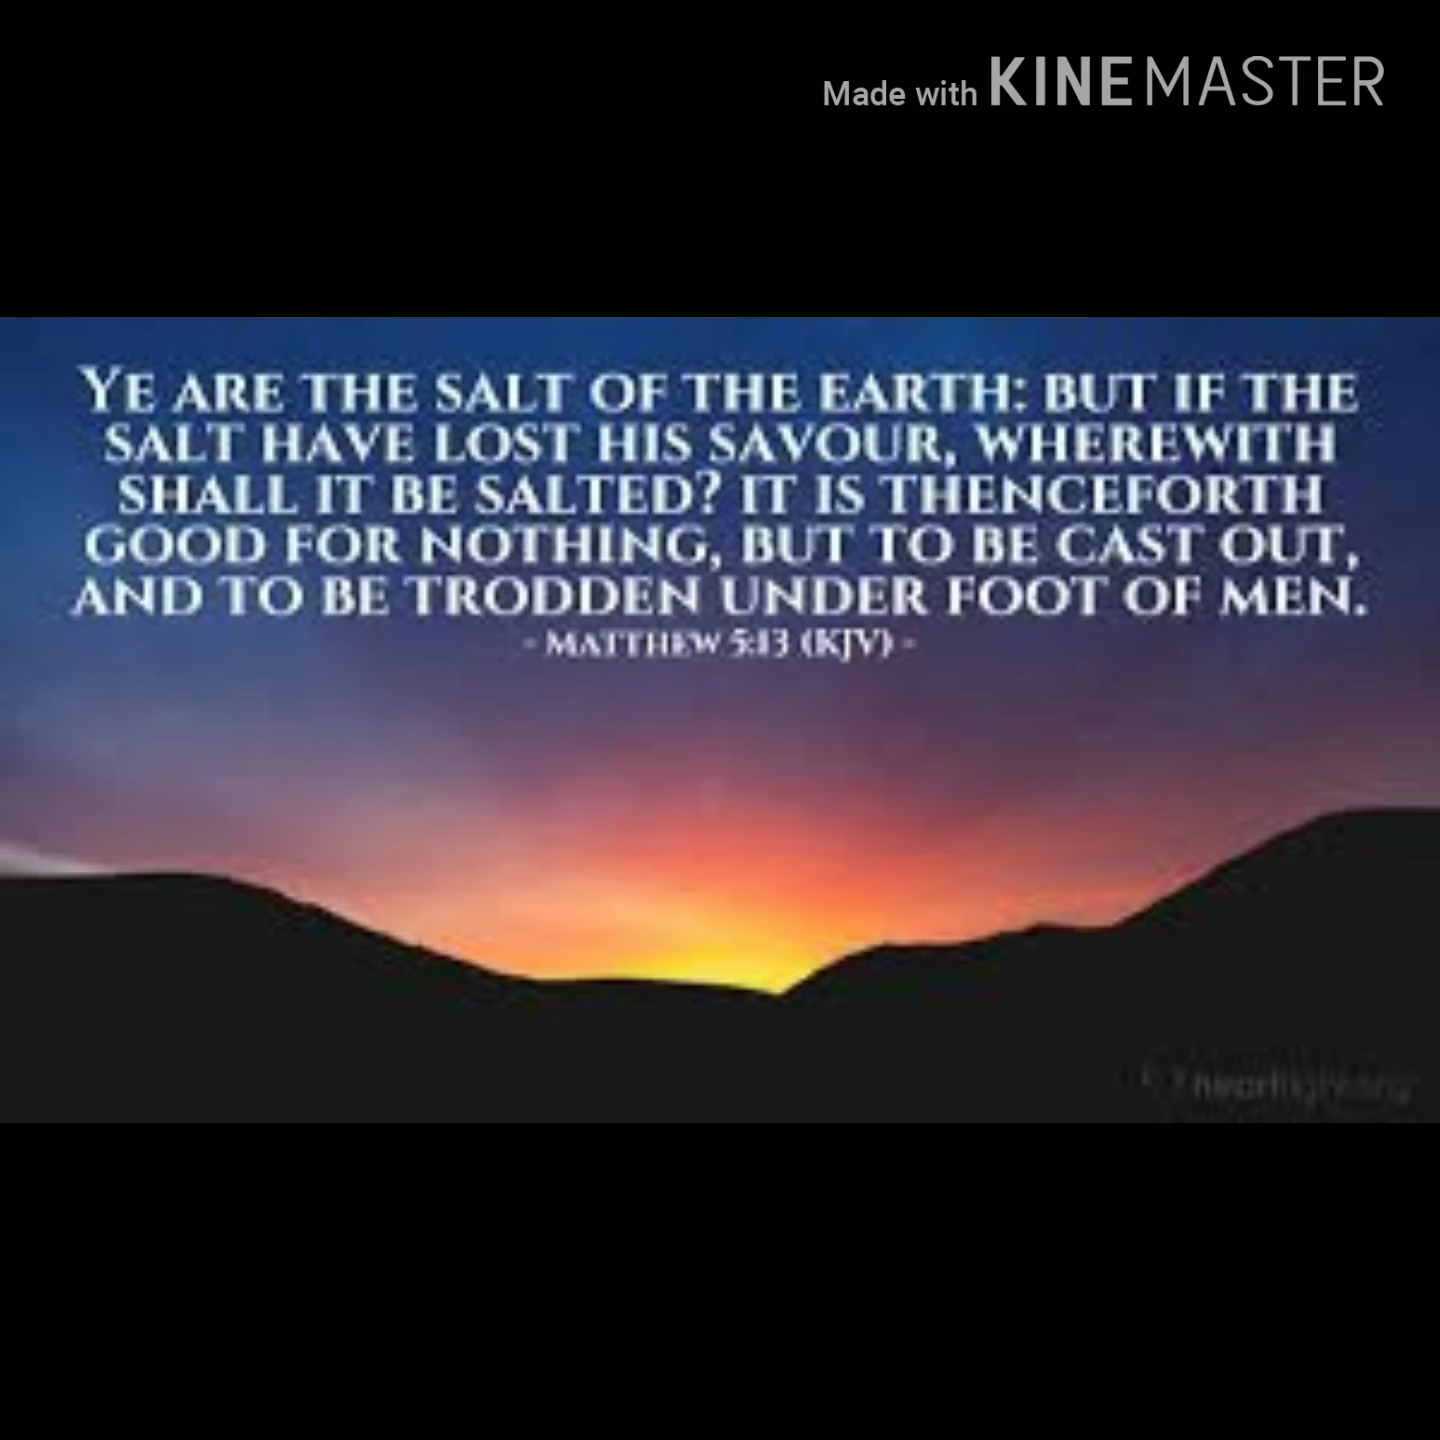 Made with KINEMASTER
YE ARE THE SALT OF THE EARTH: BUT IF THE
SALT HAVE LOST HIS SAVOUR, WHEREWITH
SHALL IT BE SALTED? IT IS THENCEFORTH
GOOD FOR NOTHING, BUT TO BE CAST OUT,
AND TO BE TRODDEN UNDER FOOT OF MEN.
- MATTHEW 5:13 (KJV) -